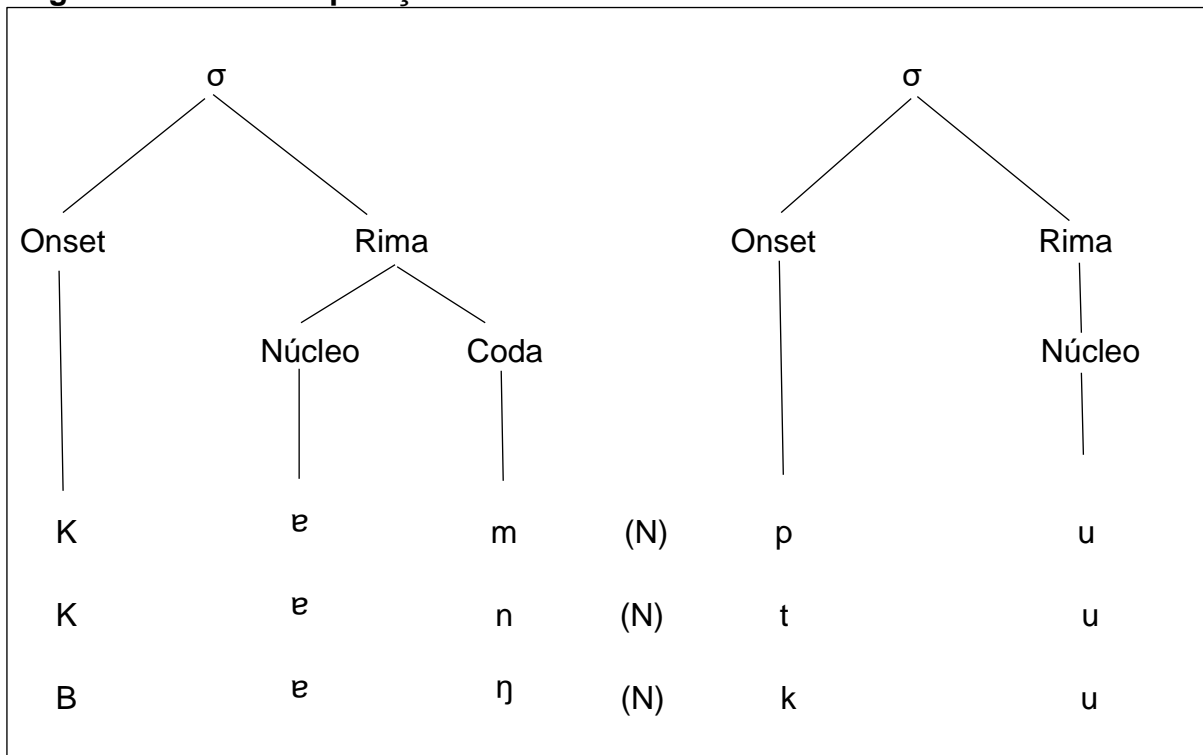 σ σ
Onset Rima Onset Rima
Núcleo Coda Núcleo
K ɐ m (N) p u
K ɐ n (N) t u
B ɐ ŋ (N) k u